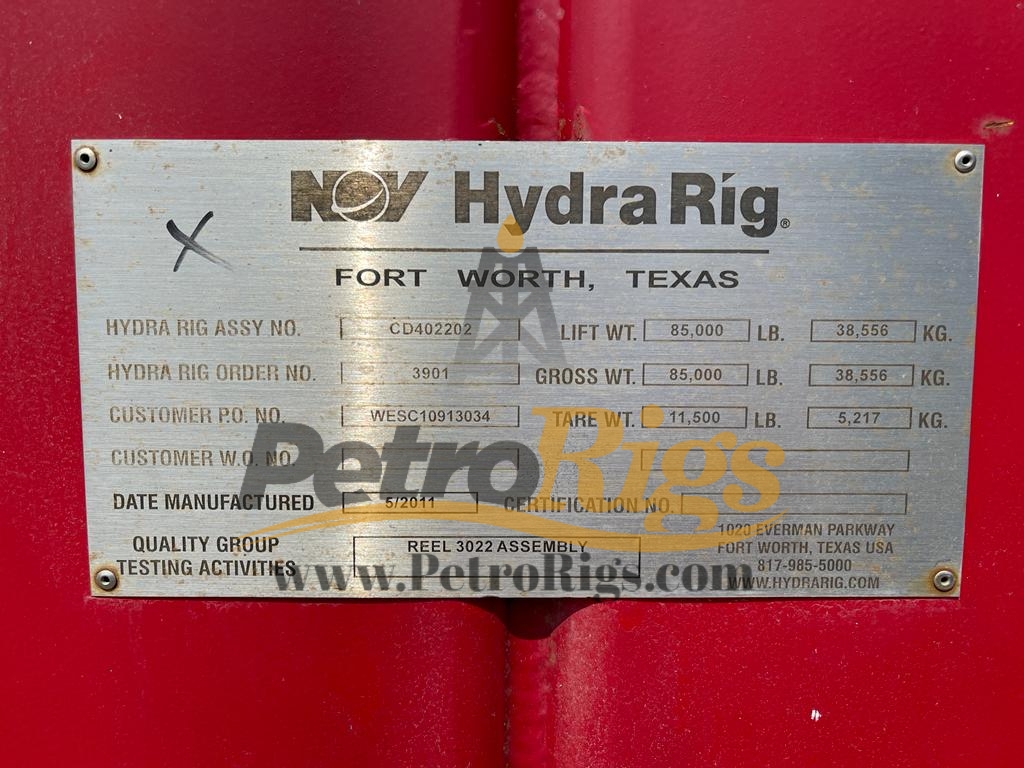 NOV HydraRig®
FORT WORTH, TEXAS
HYDRA RIG ASSY NO. CD402202 LIFT WT. 85,000 LB. 38,556 KG.
HYDRA RIG ORDER NO. 3901 GROSS WT. 85,000 LB. 38,556 KG.
CUSTOMER P.O. NO. WESC10913034 TARE WT. 11,500 LB. 5,217 KG.
CUSTOMER W.O. NO.
PetroRigs
DATE MANUFACTURED 5/2011 CERTIFICATION NO.
QUALITY GROUP
TESTING ACTIVITIES
REEL 3022 ASSEMBLY
1020 EVERMAN PARKWAY
FORT WORTH, TEXAS USA
817-985-5000
WWW.HYDRARIG.COM
www.PetroRigs.com